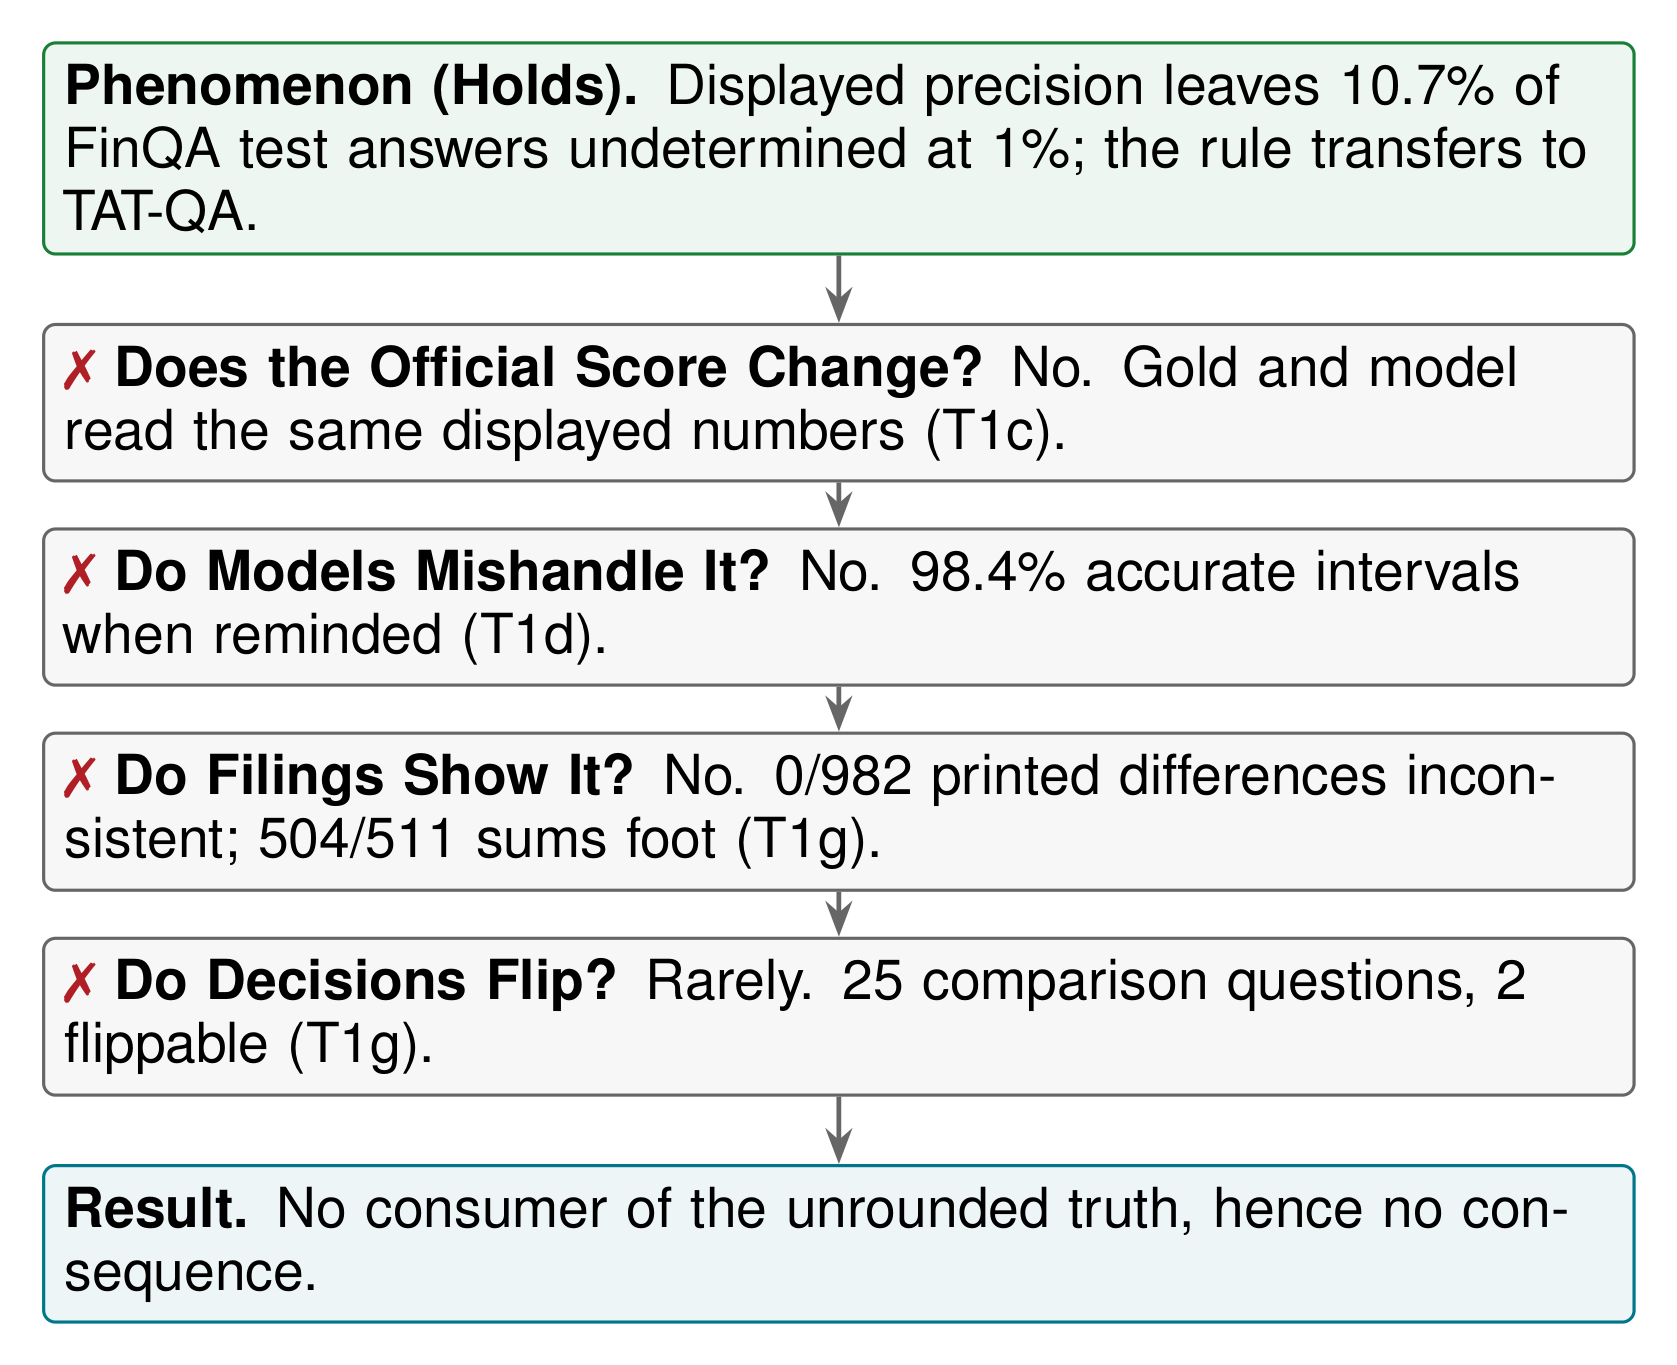 Phenomenon (Holds). Displayed precision leaves 10.7% of
FinQA test answers undetermined at 1%; the rule transfers to
TAT-QA.
✗ Does the Official Score Change? No. Gold and model
read the same displayed numbers (T1c).
✗ Do Models Mishandle It? No. 98.4% accurate intervals
when reminded (T1d).
✗ Do Filings Show It? No. 0/982 printed differences incon-
sistent; 504/511 sums foot (T1g).
✗ Do Decisions Flip? Rarely. 25 comparison questions, 2
flippable (T1g).
Result. No consumer of the unrounded truth, hence no con-
sequence.